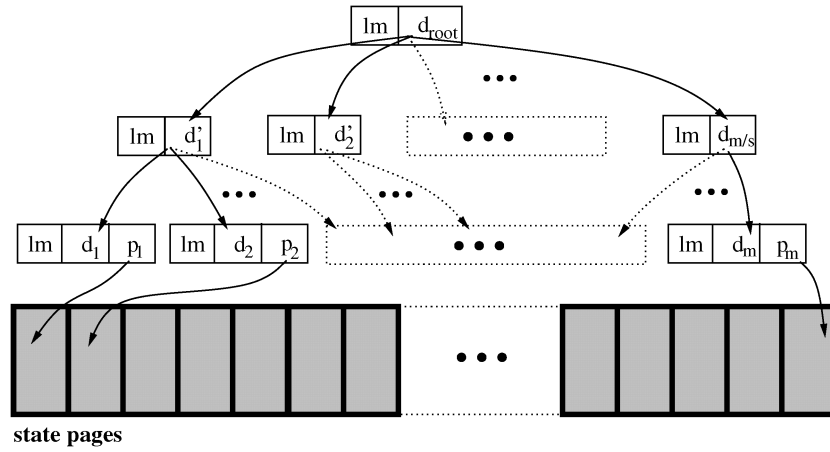 lm d_root
lm d'_1 lm d'_2 lm d_m/s
lm d_1 p_1 lm d_2 p_2 lm d_m p_m
state pages